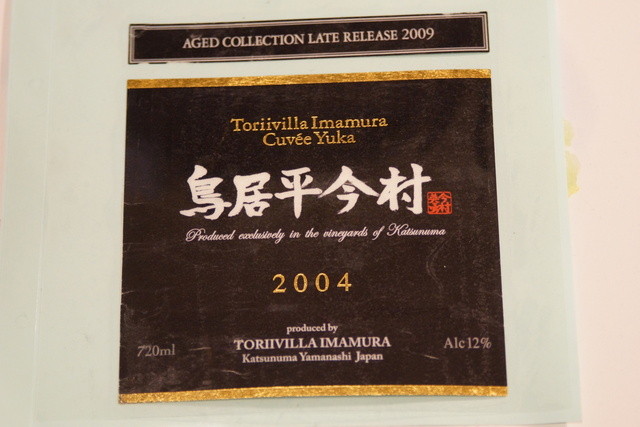 AGED COLLECTION LATE RELEASE 2009
Toriivilla Imamura
Cuvée Yuka
鳥居平今村
Produced exclusively in the vineyards of Katsunuma
2004
produced by
720ml TORIIVILLA IMAMURA Alc12%
Katsunuma Yamanashi Japan